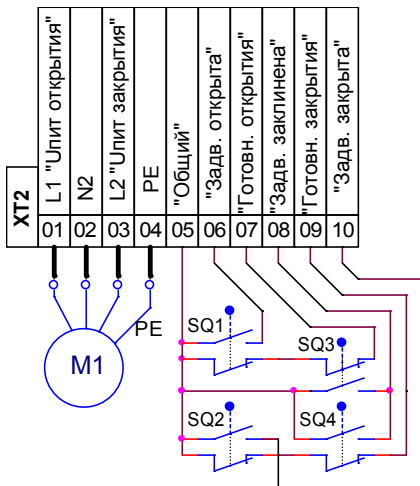 XT2
L1 "Uпит открытия"
N2
L2 "Uпит закрытия"
PE
"Общий"
"Задв. открыта"
"Готовн. открытия"
"Задв. заклинена"
"Готовн. закрытия"
"Задв. закрыта"
01 02 03 04 05 06 07 08 09 10
PE
M1
SQ1
SQ3
SQ2
SQ4